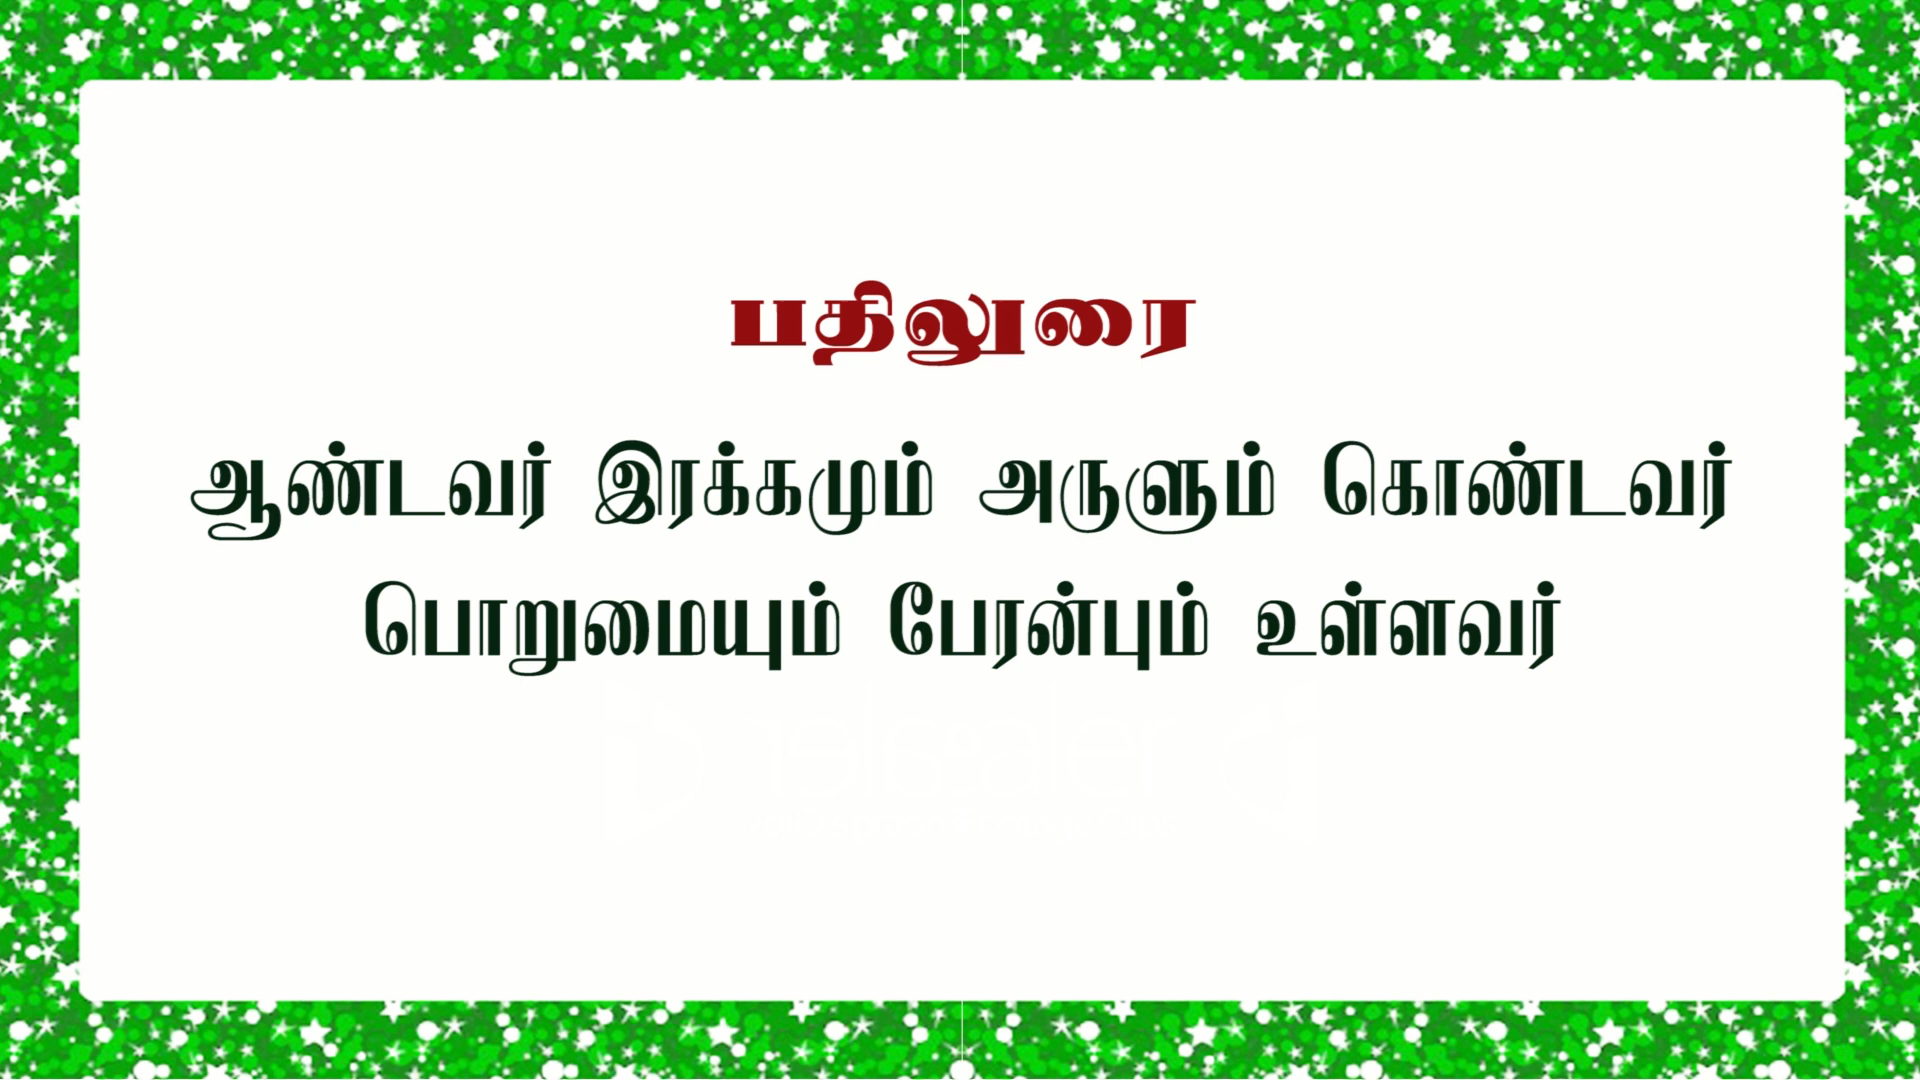 பதிலுரை
ஆண்டவர் இரக்கமும் அருளும் கொண்டவர்
பொறுமையும் பேரன்பும் உள்ளவர்